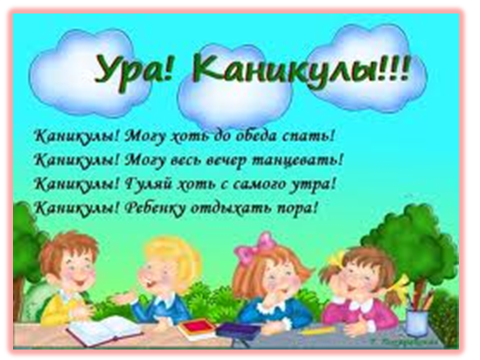 Ура! Каникулы!!!
Каникулы! Могу хоть до обеда спать!
Каникулы! Могу весь вечер танцевать!
Каникулы! Гуляй хоть с самого утра!
Каникулы! Ребенку отдыхать пора!